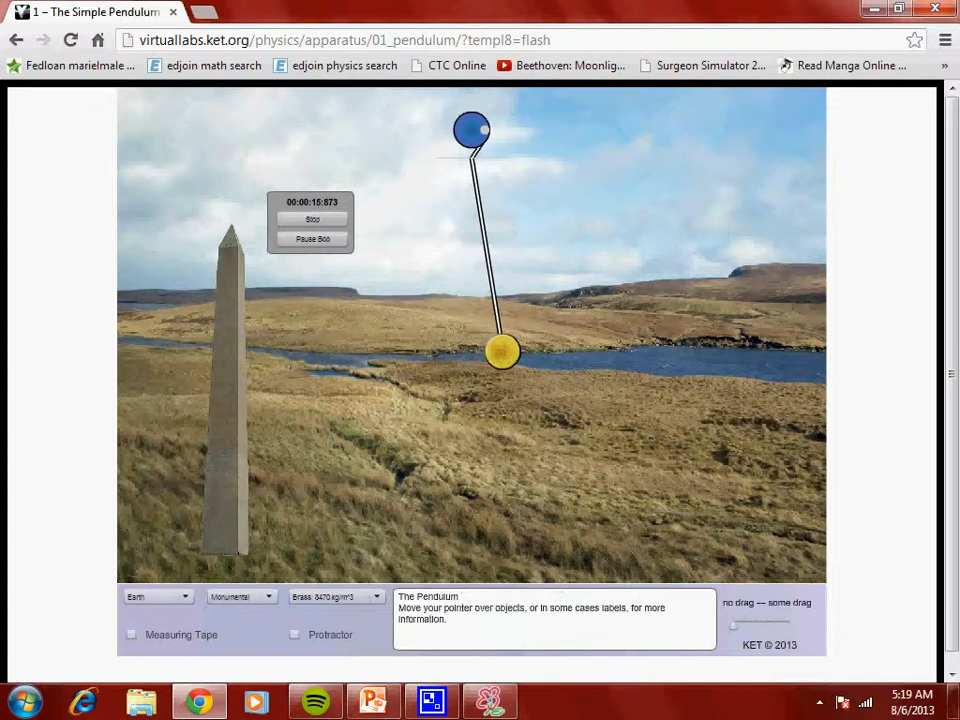 1 – The Simple Pendulum
virtuallabs.ket.org/physics/apparatus/01_pendulum/?templ8=flash
Fedloan marielmale ...
edjoin math search
edjoin physics search
CTC Online
Beethoven: Moonlig...
Surgeon Simulator 2...
Read Manga Online ...
»
00:00:15:873
Stop
Pause Bob
Earth
Monumental
Brass: 8470 kg/m^3
The Pendulum
Move your pointer over objects, or in some cases labels, for more
information.
no drag --- some drag
Measuring Tape
Protractor
KET © 2013
5:19 AM
8/6/2013